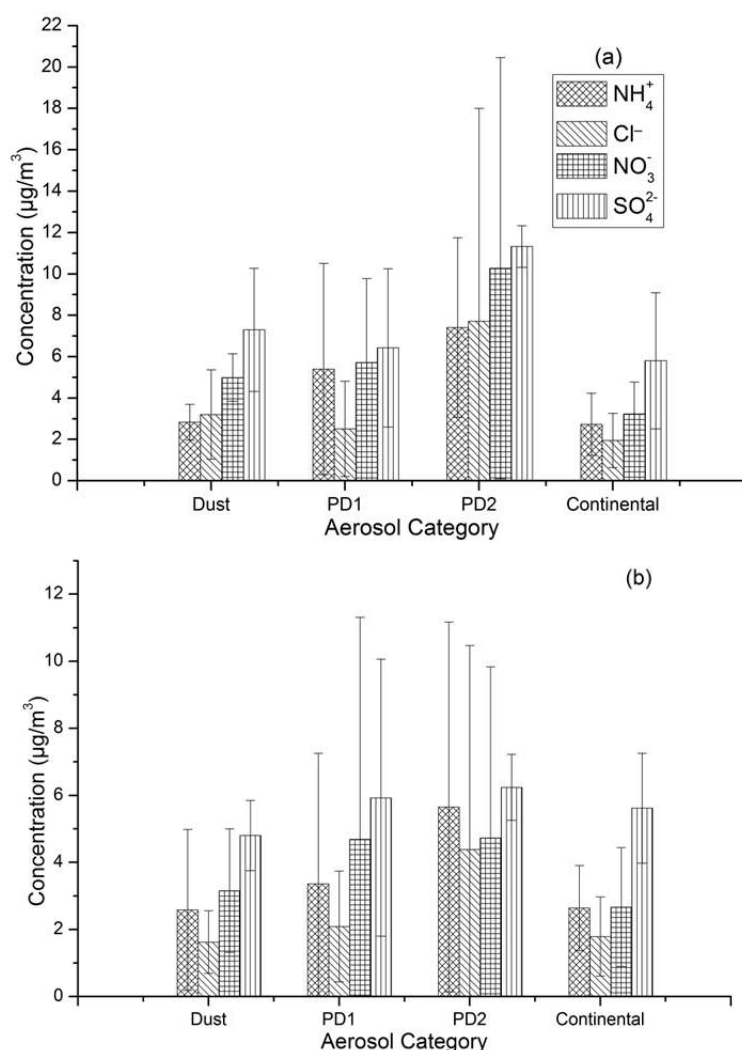 (a)
NH₄⁺
Cl⁻
NO₃⁻
SO₄²⁻
Concentration (µg/m³)
22
20
18
16
14
12
10
8
6
4
2
0
Dust PD1 PD2 Continental
Aerosol Category
(b)
Concentration (µg/m³)
12
10
8
6
4
2
0
Dust PD1 PD2 Continental
Aerosol Category